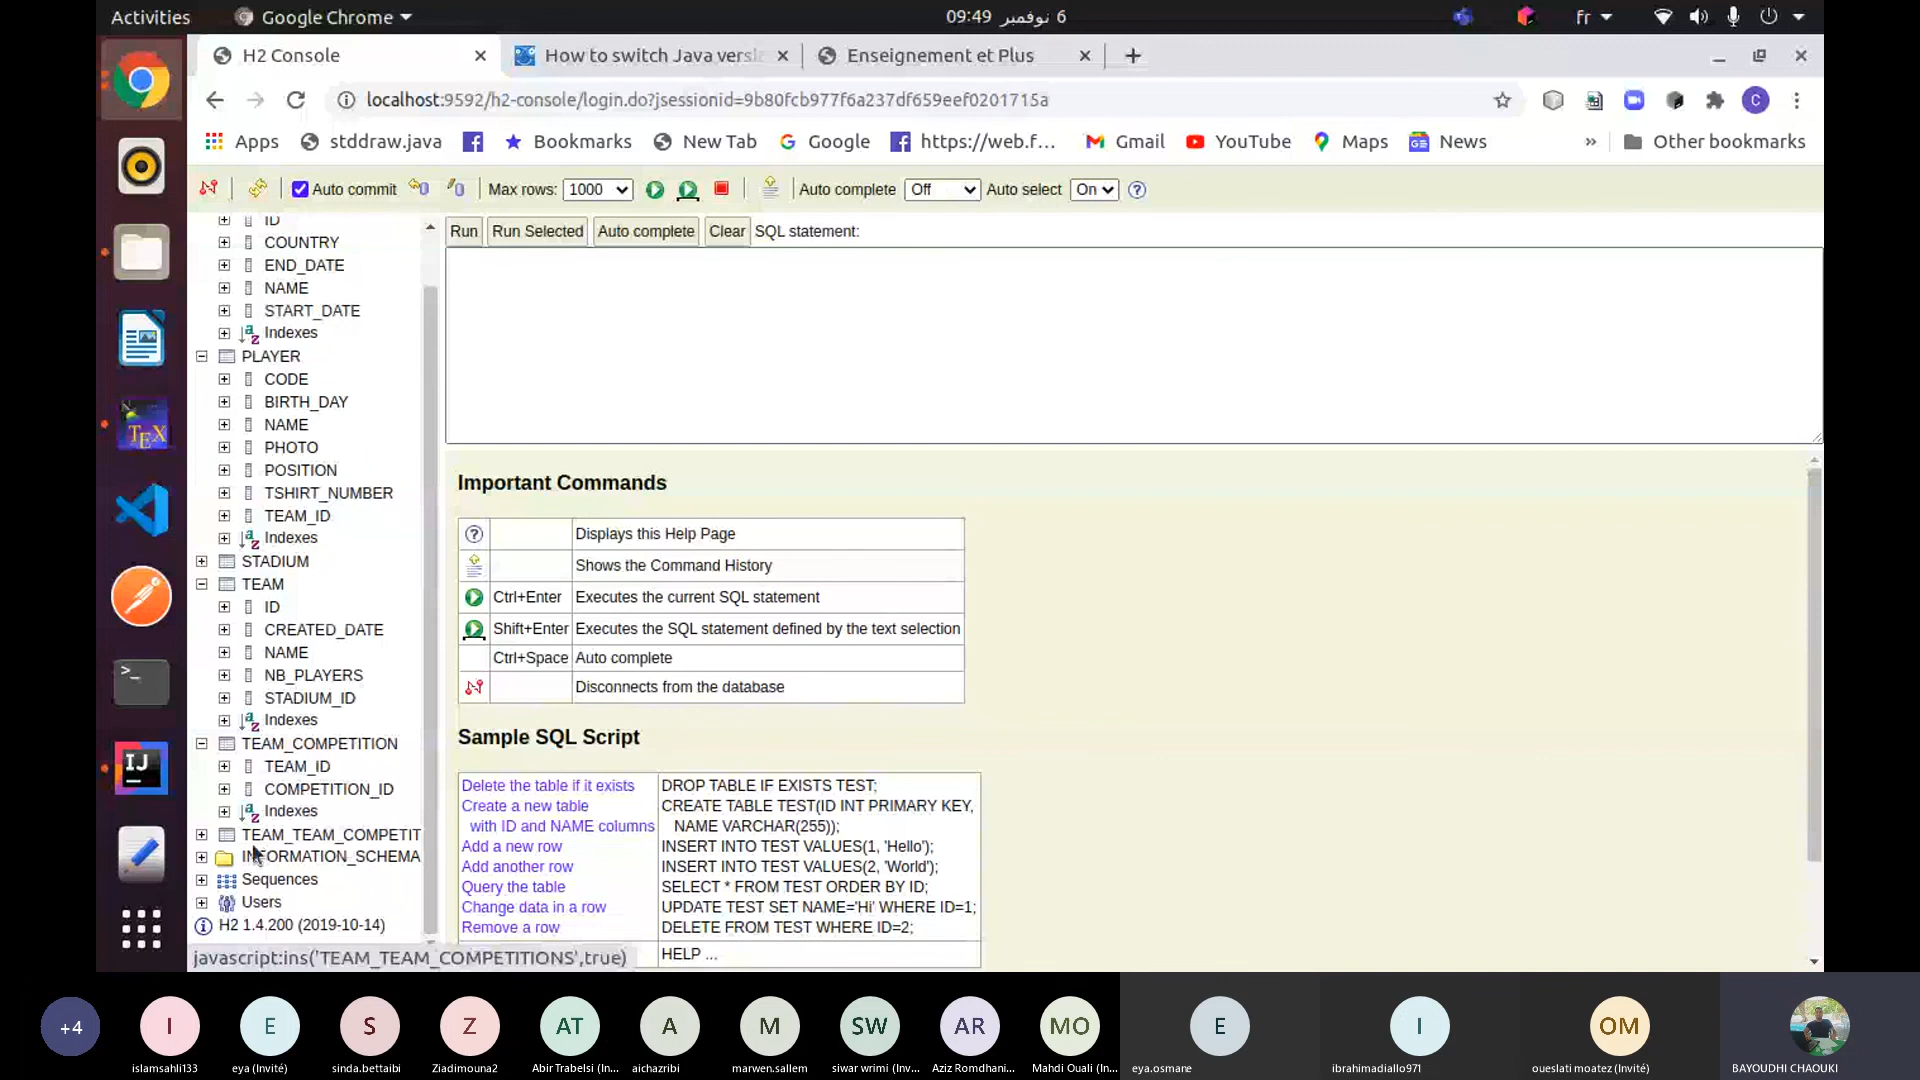 Activities
Google Chrome
6 نوفمبر 09:49
fr
H2 Console
How to switch Java versi
Enseignement et Plus
localhost:9592/h2-console/login.do?jsessionid=9b80fcb977f6a237df659eef0201715a
C
Apps
stddraw.java
Bookmarks
New Tab
Google
https://web.f...
Gmail
YouTube
Maps
News
»
Other bookmarks
Auto commit
Max rows: 1000
Auto complete Off
Auto select On
Run
Run Selected
Auto complete
Clear
SQL statement:
ID
COUNTRY
END_DATE
NAME
START_DATE
Indexes
PLAYER
CODE
BIRTH_DAY
NAME
PHOTO
POSITION
TSHIRT_NUMBER
TEAM_ID
Indexes
STADIUM
TEAM
ID
CREATED_DATE
NAME
NB_PLAYERS
STADIUM_ID
Indexes
TEAM_COMPETITION
TEAM_ID
COMPETITION_ID
Indexes
TEAM_TEAM_COMPETIT
INFORMATION_SCHEMA
Sequences
Users
H2 1.4.200 (2019-10-14)
javascript:ins('TEAM_TEAM_COMPETITIONS',true)
Important Commands
Displays this Help Page
Shows the Command History
Ctrl+Enter Executes the current SQL statement
Shift+Enter Executes the SQL statement defined by the text selection
Ctrl+Space Auto complete
Disconnects from the database
Sample SQL Script
Delete the table if it exists DROP TABLE IF EXISTS TEST;
Create a new table CREATE TABLE TEST(ID INT PRIMARY KEY,
with ID and NAME columns NAME VARCHAR(255));
Add a new row INSERT INTO TEST VALUES(1, 'Hello');
Add another row INSERT INTO TEST VALUES(2, 'World');
Query the table SELECT * FROM TEST ORDER BY ID;
Change data in a row UPDATE TEST SET NAME='Hi' WHERE ID=1;
Remove a row DELETE FROM TEST WHERE ID=2;
HELP ...
TEX
IJ
+4
I
E
S
Z
AT
A
M
SW
AR
MO
E
I
OM
islamsahli133
eya (Invité)
sinda.bettaibi
Ziadimouna2
Abir Trabelsi (In...
aichazribi
marwen.sallem
siwar wrimi (Inv...
Aziz Romdhani...
Mahdi Ouali (In...
eya.osmane
ibrahimadiallo971
oueslati moatez (Invité)
BAYOUDHI CHAOUKI